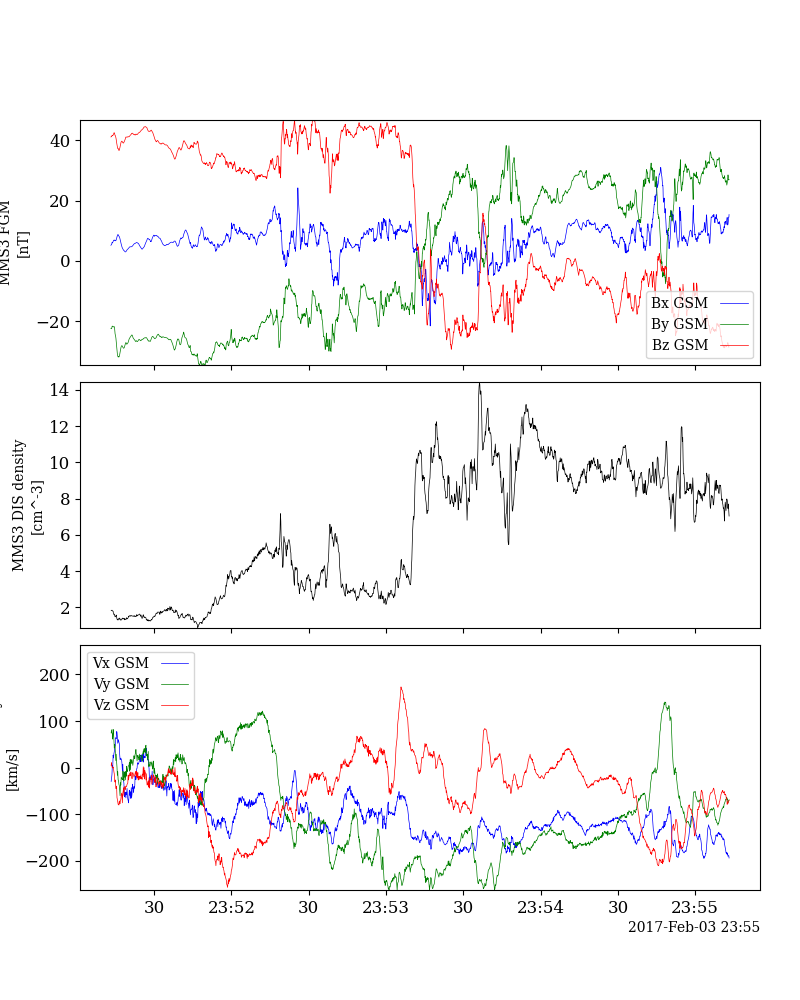 40
20
0
−20
MMS3 FGM
[nT]
Bx GSM
By GSM
Bz GSM
14
12
10
8
6
4
2
MMS3 DIS density
[cm^-3]
200
100
0
−100
−200
[km/s]
Vx GSM
Vy GSM
Vz GSM
30 23:52 30 23:53 30 23:54 30 23:55
2017-Feb-03 23:55